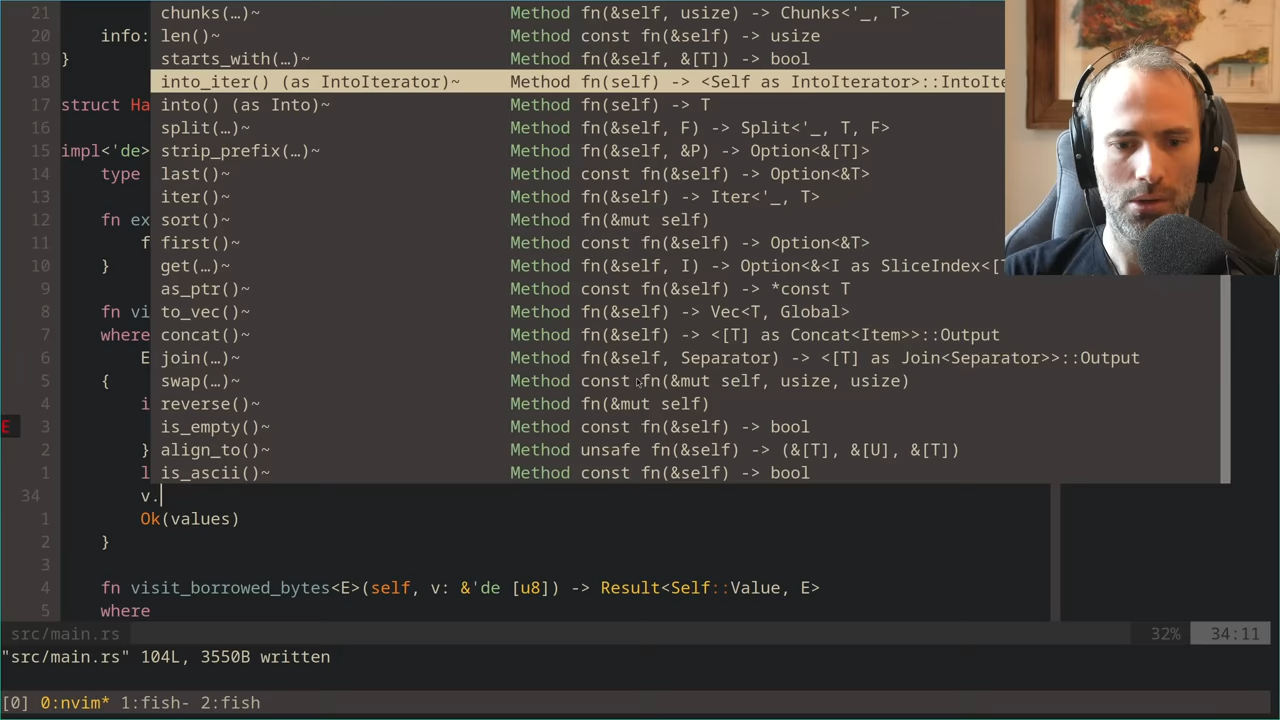 21 chunks(…)~ Method fn(&self, usize) -> Chunks<'_, T>
20 info: len()~ Method const fn(&self) -> usize
19 } starts_with(…)~ Method fn(&self, &[T]) -> bool
18 into_iter() (as IntoIterator)~ Method fn(self) -> <Self as IntoIterator>::IntoIte
17 struct Ha into() (as Into)~ Method fn(self) -> T
16 split(…)~ Method fn(&self, F) -> Split<'_, T, F>
15 impl<'de> strip_prefix(…)~ Method fn(&self, &P) -> Option<&[T]>
14 type last()~ Method const fn(&self) -> Option<&T>
13 iter()~ Method fn(&self) -> Iter<'_, T>
12 fn ex sort()~ Method fn(&mut self)
11 f first()~ Method const fn(&self) -> Option<&T>
10 } get(…)~ Method fn(&self, I) -> Option<&<I as SliceIndex<[T
9 as_ptr()~ Method const fn(&self) -> *const T
8 fn vi to_vec()~ Method fn(&self) -> Vec<T, Global>
7 where concat()~ Method fn(&self) -> <[T] as Concat<Item>>::Output
6 E join(…)~ Method fn(&self, Separator) -> <[T] as Join<Separator>>::Output
5 { swap(…)~ Method const fn(&mut self, usize, usize)
4 i reverse()~ Method fn(&mut self)
E 3 is_empty()~ Method const fn(&self) -> bool
2 } align_to()~ Method unsafe fn(&self) -> (&[T], &[U], &[T])
1 l is_ascii()~ Method const fn(&self) -> bool
34 v.
1 Ok(values)
2 }
3
4 fn visit_borrowed_bytes<E>(self, v: &'de [u8]) -> Result<Self::Value, E>
5 where
src/main.rs 32% 34:11
"src/main.rs" 104L, 3550B written
[0] 0:nvim* 1:fish- 2:fish